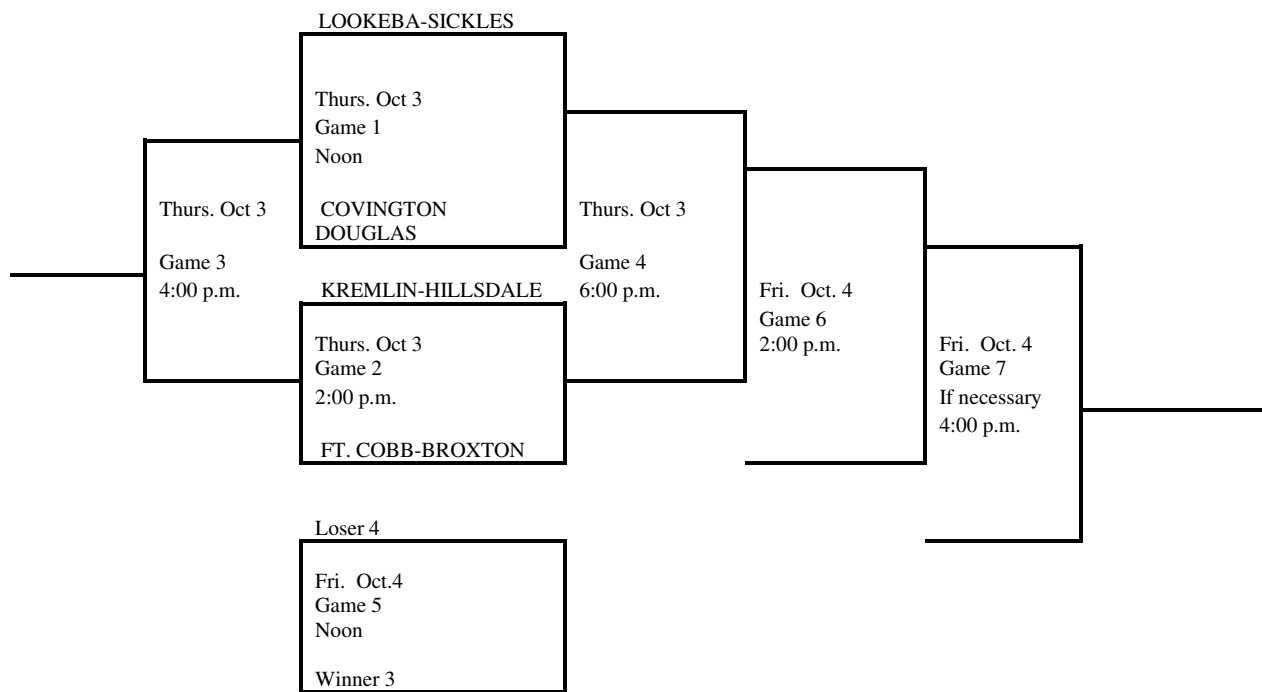 LOOKEBA-SICKLES
Thurs. Oct 3
Game 1
Noon
COVINGTON
DOUGLAS
Thurs. Oct 3
Game 3
4:00 p.m.
KREMLIN-HILLSDALE
Thurs. Oct 3
Game 2
2:00 p.m.
FT. COBB-BROXTON
Thurs. Oct 3
Game 4
6:00 p.m.
Fri. Oct. 4
Game 6
2:00 p.m.
Fri. Oct. 4
Game 7
If necessary
4:00 p.m.
Loser 4
Fri. Oct.4
Game 5
Noon
Winner 3